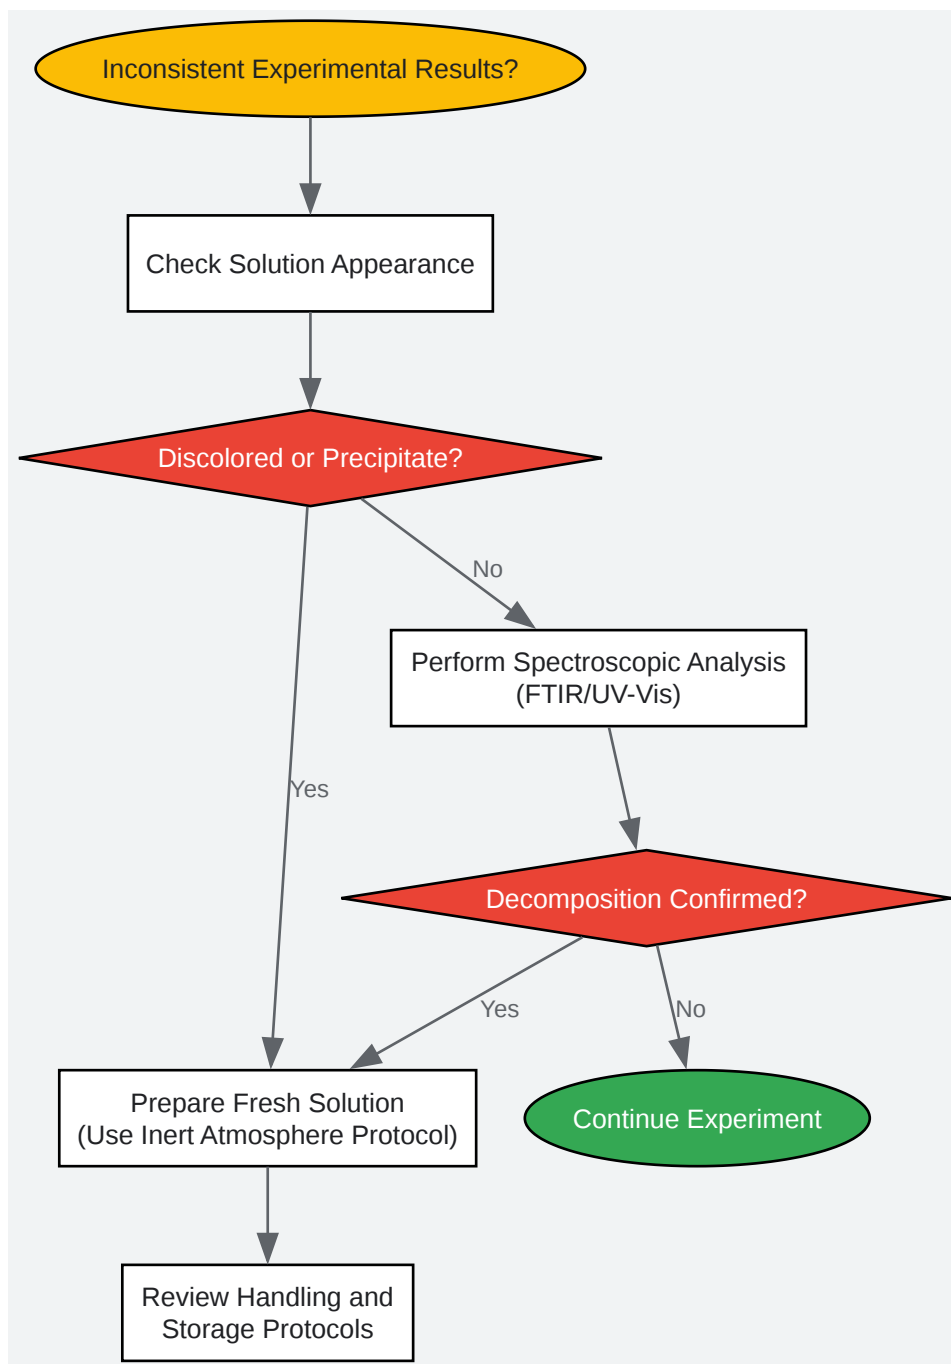 Inconsistent Experimental Results?
Check Solution Appearance
Discolored or Precipitate?
No
Perform Spectroscopic Analysis
(FTIR/UV-Vis)
Yes
Decomposition Confirmed?
Yes
No
Prepare Fresh Solution
(Use Inert Atmosphere Protocol)
Continue Experiment
Review Handling and
Storage Protocols